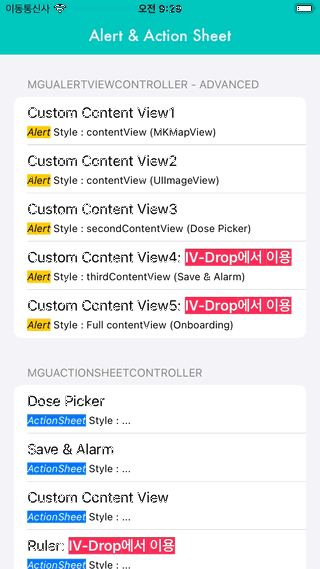 이동통신사 오전 9:26
Alert & Action Sheet
MGUALERTVIEWCONTROLLER - ADVANCED
Custom Content View1
Alert Style : contentView (MKMapView)
Custom Content View2
Alert Style : contentView (UIImageView)
Custom Content View3
Alert Style : secondContentView (Dose Picker)
Custom Content View4: IV-Drop에서 이용
Alert Style : thirdContentView (Save & Alarm)
Custom Content View5: IV-Drop에서 이용
Alert Style : Full contentView (Onboarding)
MGUACTIONSHEETCONTROLLER
Dose Picker
ActionSheet Style : ...
Save & Alarm
ActionSheet Style : ...
Custom Content View
ActionSheet Style : ...
Ruler: IV-Drop에서 이용
ActionSheet Style : ...